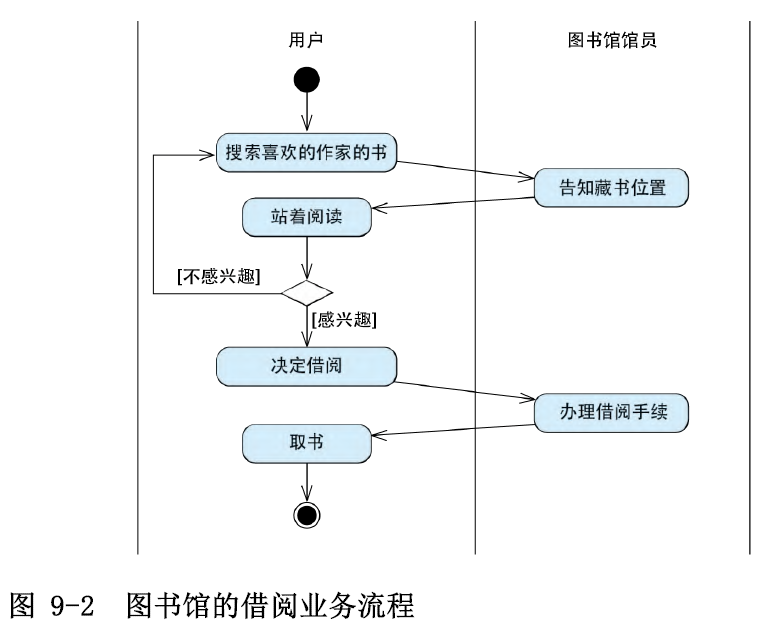 用户
图书馆馆员
搜索喜欢的作家的书
告知藏书位置
站着阅读
[不感兴趣]
[感兴趣]
决定借阅
办理借阅手续
取书
图 9-2 图书馆的借阅业务流程